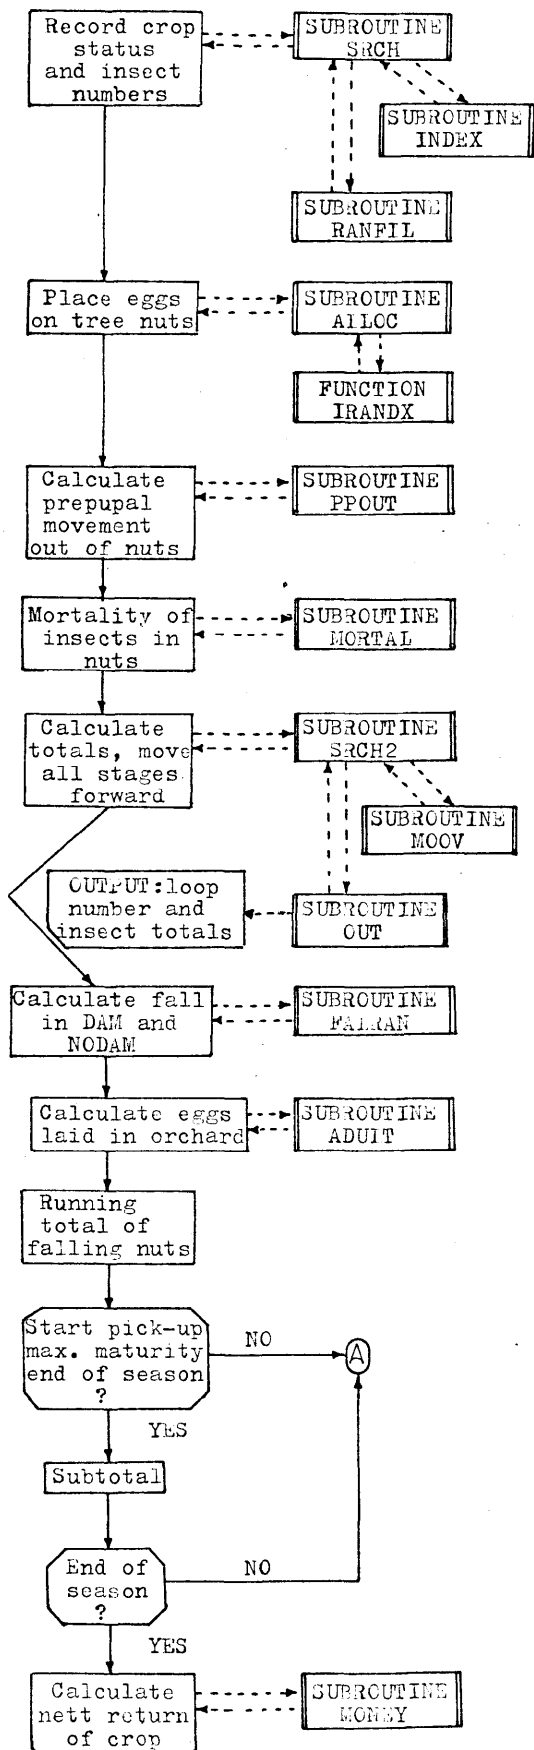 Record crop
status
and insect
numbers
SUBROUTINE
SRCH
SUBROUTINE
INDEX
SUBROUTINE
RANFIL
Place eggs
on tree nuts
SUBROUTINE
ALLOC
FUNCTION
IRANDX
Calculate
prepupal
movement
out of nuts
SUBROUTINE
PPOUT
Mortality of
insects in
nuts
SUBROUTINE
MORTAL
Calculate
totals, move
all stages
forward
SUBROUTINE
SRCH2
SUBROUTINE
MOOV
OUTPUT:loop
number and
insect totals
SUBROUTINE
OUT
Calculate fall
in DAM and
NODAM
SUBROUTINE
FALRAN
Calculate eggs
laid in orchard
SUBROUTINE
ADULT
Running
total of
falling nuts
Start pick-up
max. maturity
end of season
?
NO
A
YES
Subtotal
End of
season
?
NO
YES
Calculate
nett return
of crop
SUBROUTINE
MONEY